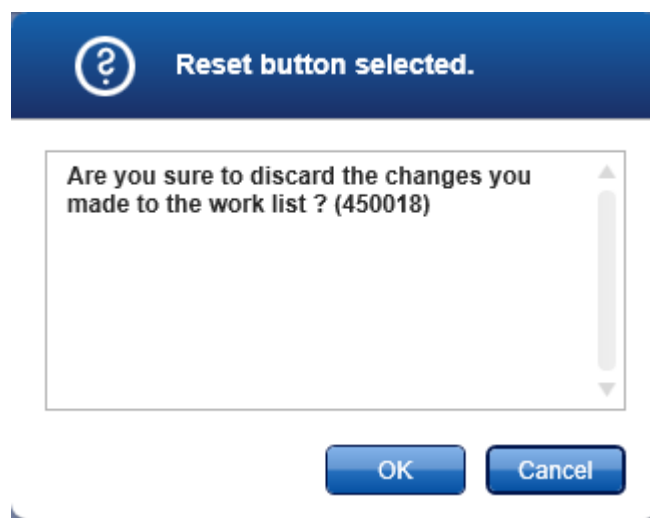 Reset button selected.
Are you sure to discard the changes you
made to the work list ? (450018)
OK
Cancel